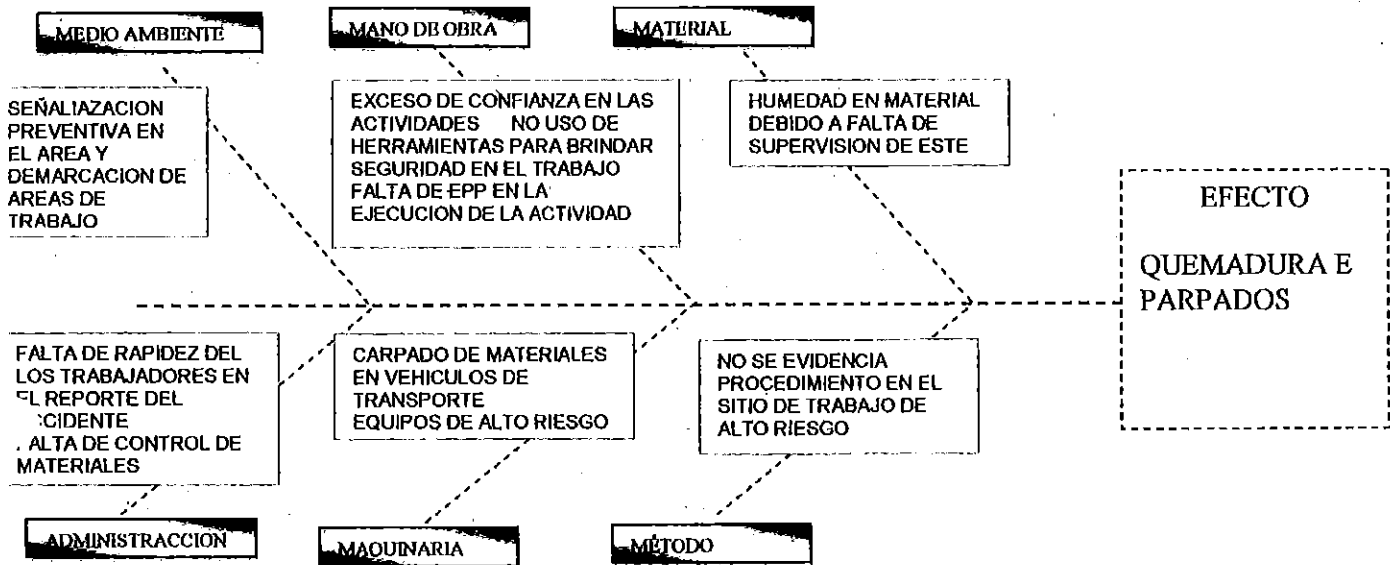 MEDIO AMBIENTE
MANO DE OBRA
MATERIAL
SEÑALIAZACION
PREVENTIVA EN
EL AREA Y
DEMARCACION DE
AREAS DE
TRABAJO
EXCESO DE CONFIANZA EN LAS
ACTIVIDADES NO USO DE
HERRAMIENTAS PARA BRINDAR
SEGURIDAD EN EL TRABAJO
FALTA DE EPP EN LA
EJECUCION DE LA ACTIVIDAD
HUMEDAD EN MATERIAL
DEBIDO A FALTA DE
SUPERVISION DE ESTE
EFECTO
QUEMADURA E
PARPADOS
FALTA DE RAPIDEZ DEL
LOS TRABAJADORES EN
EL REPORTE DEL
CIDENTE
ALTA DE CONTROL DE
MATERIALES
CARPADO DE MATERIALES
EN VEHICULOS DE
TRANSPORTE
EQUIPOS DE ALTO RIESGO
NO SE EVIDENCIA
PROCEDIMIENTO EN EL
SITIO DE TRABAJO DE
ALTO RIESGO
ADMINISTRACCION
MAQUINARIA
MÉTODO